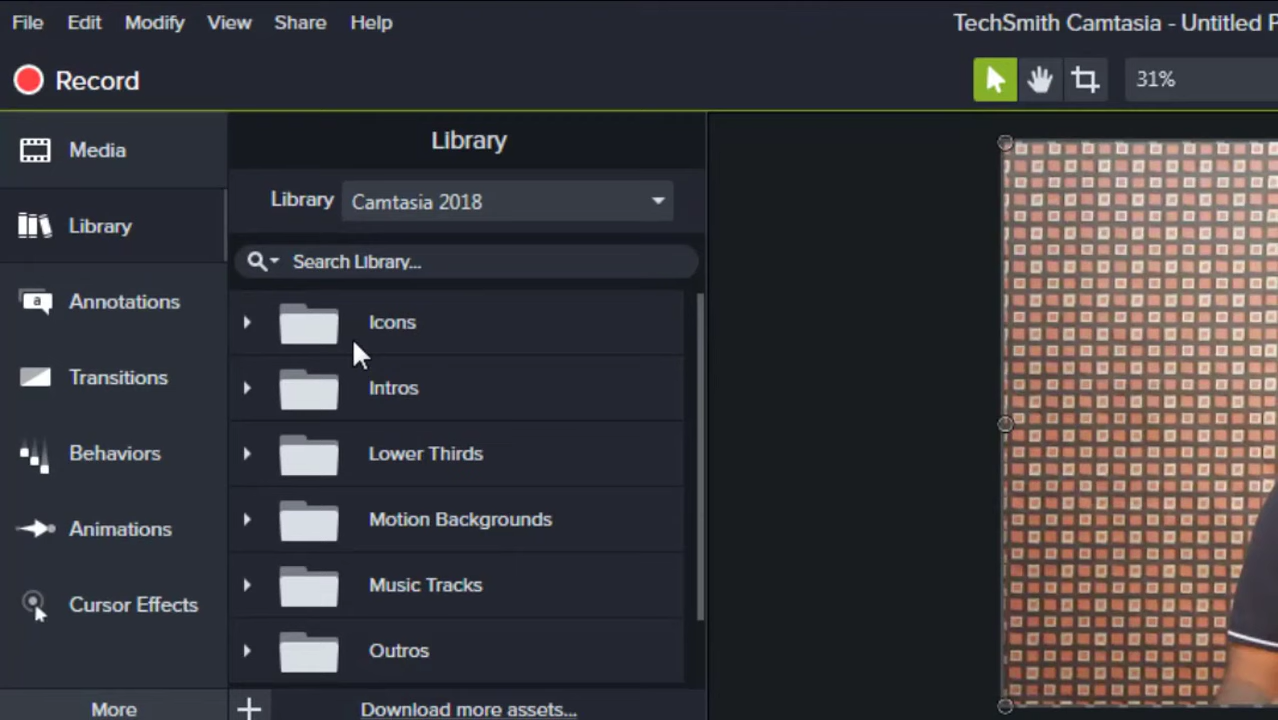 File Edit Modify View Share Help
TechSmith Camtasia - Untitled
Record
31%
Media
Library
Annotations
Transitions
Behaviors
Animations
Cursor Effects
More
Library
Library Camtasia 2018
Search Library...
Icons
Intros
Lower Thirds
Motion Backgrounds
Music Tracks
Outros
Download more assets...